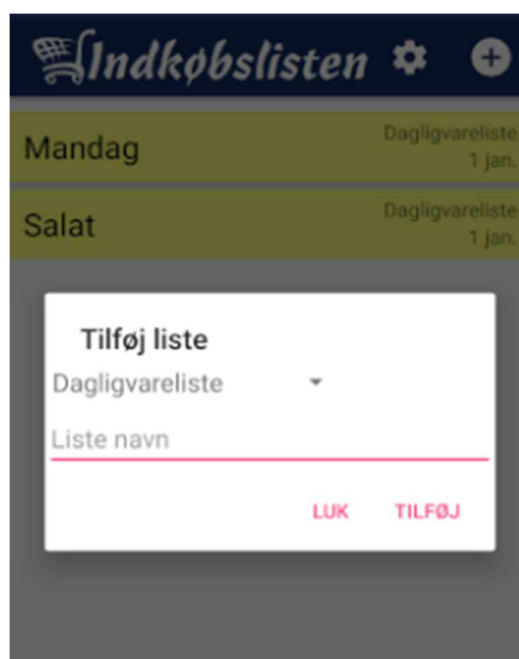 Indkøbslisten
Mandag
Dagligvareliste
1 jan.
Salat
Dagligvareliste
1 jan.
Tilføj liste
Dagligvareliste
Liste navn
LUK TILFØJ